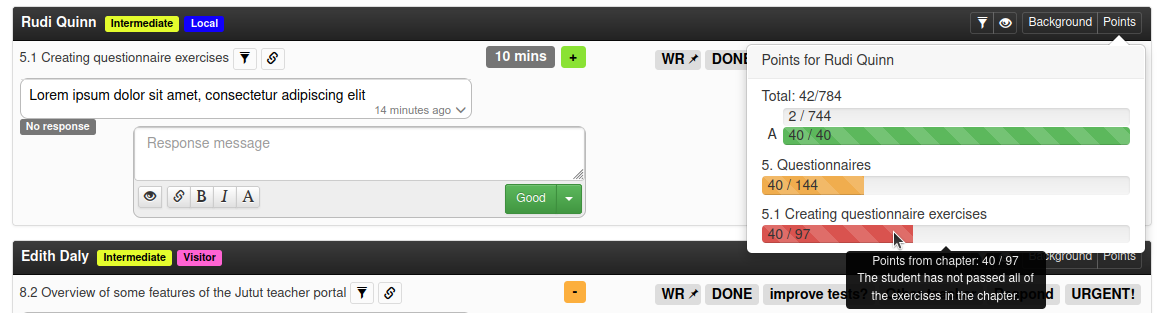 Rudi Quinn Intermediate Local Background Points
5.1 Creating questionnaire exercises 10 mins + WR DONE
Points for Rudi Quinn
Lorem ipsum dolor sit amet, consectetur adipiscing elit
14 minutes ago
No response
Total: 42/784
2 / 744
A 40 / 40
Response message
5. Questionnaires
40 / 144
B I A Good
5.1 Creating questionnaire exercises
40 / 97
Edith Daly Intermediate Visitor Background Points
Points from chapter: 40 / 97
The student has not passed all of
the exercises in the chapter.
8.2 Overview of some features of the Jutut teacher portal - WR DONE improve tests? URGENT!